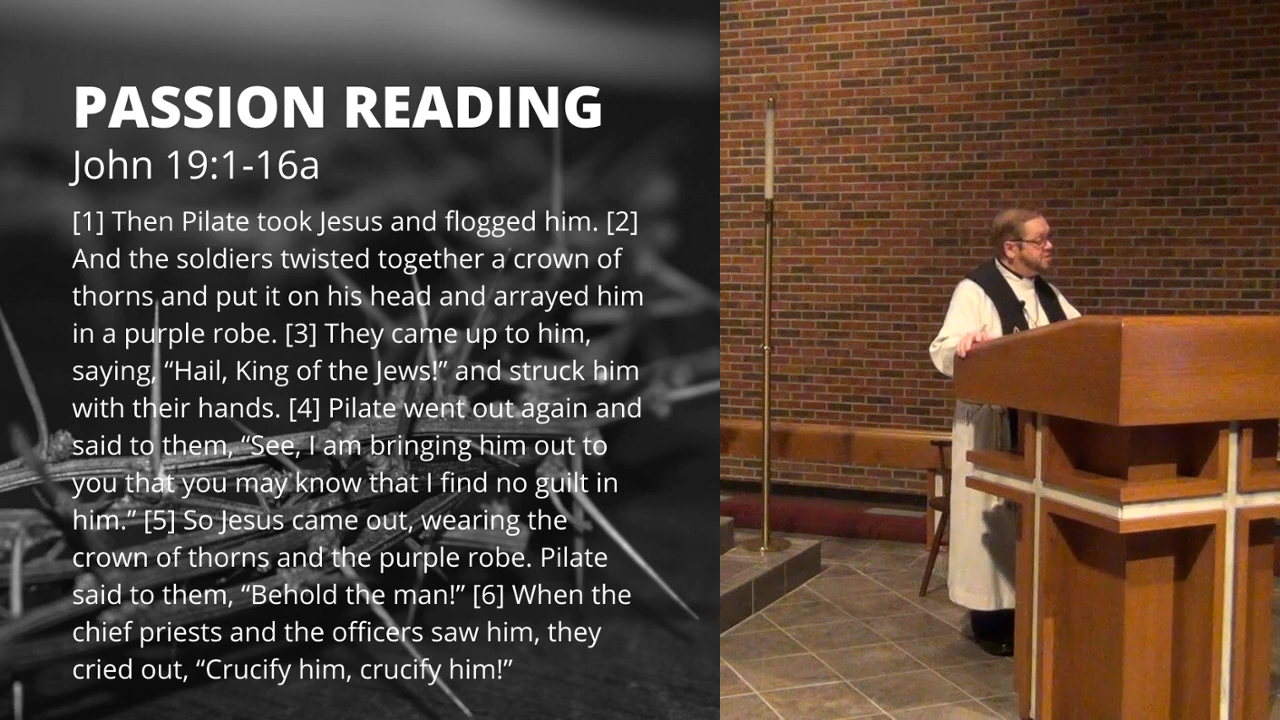 PASSION READING
John 19:1-16a
[1] Then Pilate took Jesus and flogged him. [2]
And the soldiers twisted together a crown of
thorns and put it on his head and arrayed him
in a purple robe. [3] They came up to him,
saying, “Hail, King of the Jews!” and struck him
with their hands. [4] Pilate went out again and
said to them, “See, I am bringing him out to
you that you may know that I find no guilt in
him.” [5] So Jesus came out, wearing the
crown of thorns and the purple robe. Pilate
said to them, “Behold the man!” [6] When the
chief priests and the officers saw him, they
cried out, “Crucify him, crucify him!”